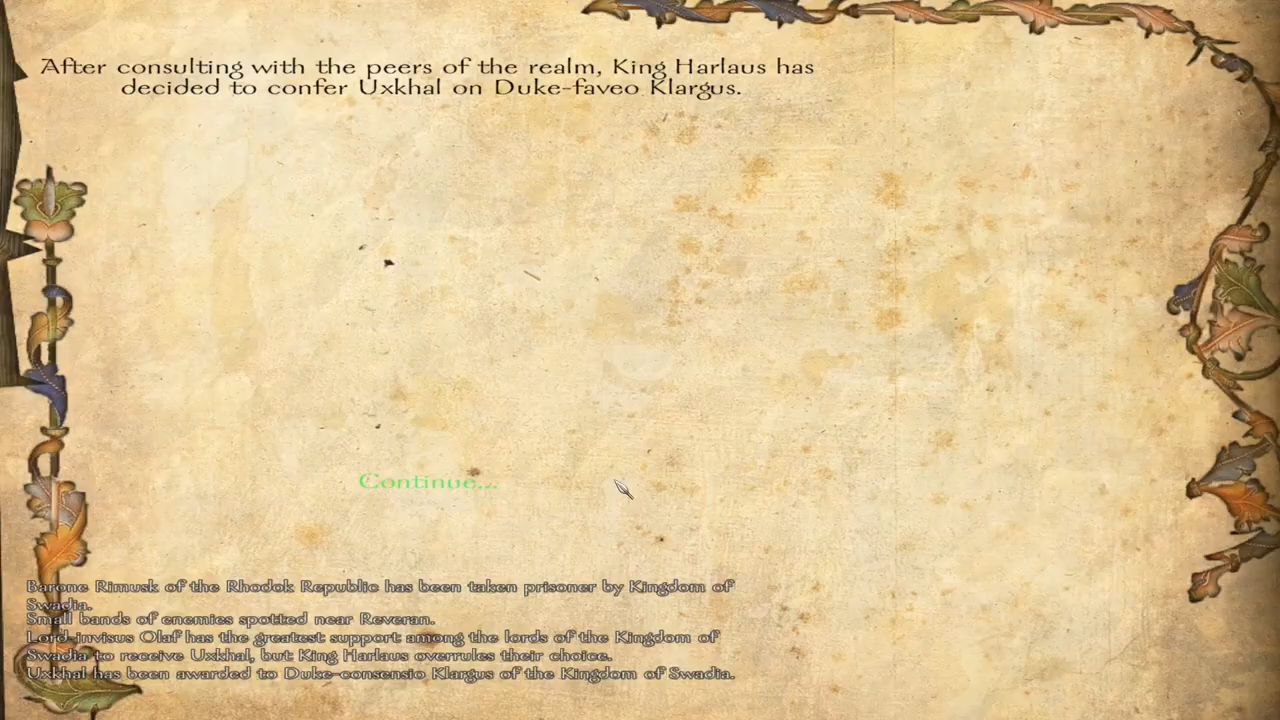 After consulting with the peers of the realm, King Harlaus has
decided to confer Uxkhal on Duke-faveo Klargus.
Continue...
Barone Rimusk of the Rhodok Republic has been taken prisoner by Kingdom of
Swadia.
Small bands of enemies spotted near Reveran.
Lord-invisus Olaf has the greatest support among the lords of the Kingdom of
Swadia to receive Uxkhal, but King Harlaus overrules their choice.
Uxkhal has been awarded to Duke-consensio Klargus of the Kingdom of Swadia.